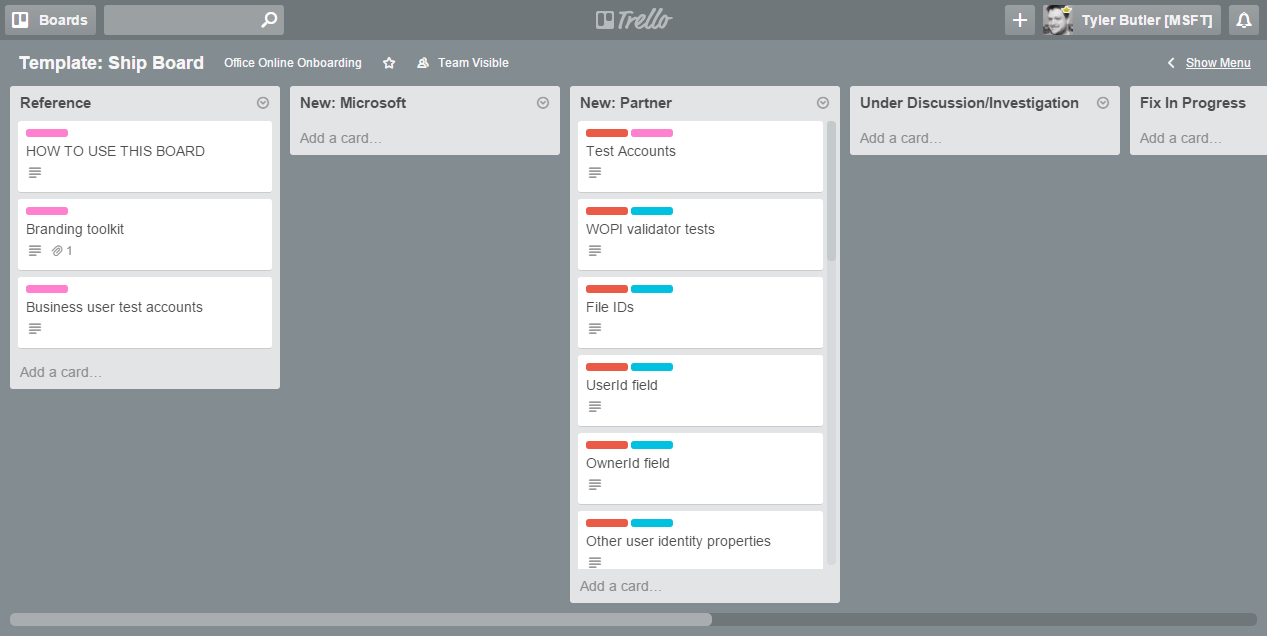 Boards
Trello
Tyler Butler [MSFT]
Template: Ship Board
Office Online Onboarding
Team Visible
Show Menu
Reference
HOW TO USE THIS BOARD
Branding toolkit
1
Business user test accounts
Add a card…
New: Microsoft
Add a card…
New: Partner
Test Accounts
WOPI validator tests
File IDs
UserId field
OwnerId field
Other user identity properties
Add a card…
Under Discussion/Investigation
Add a card…
Fix In Progress
Add a card…